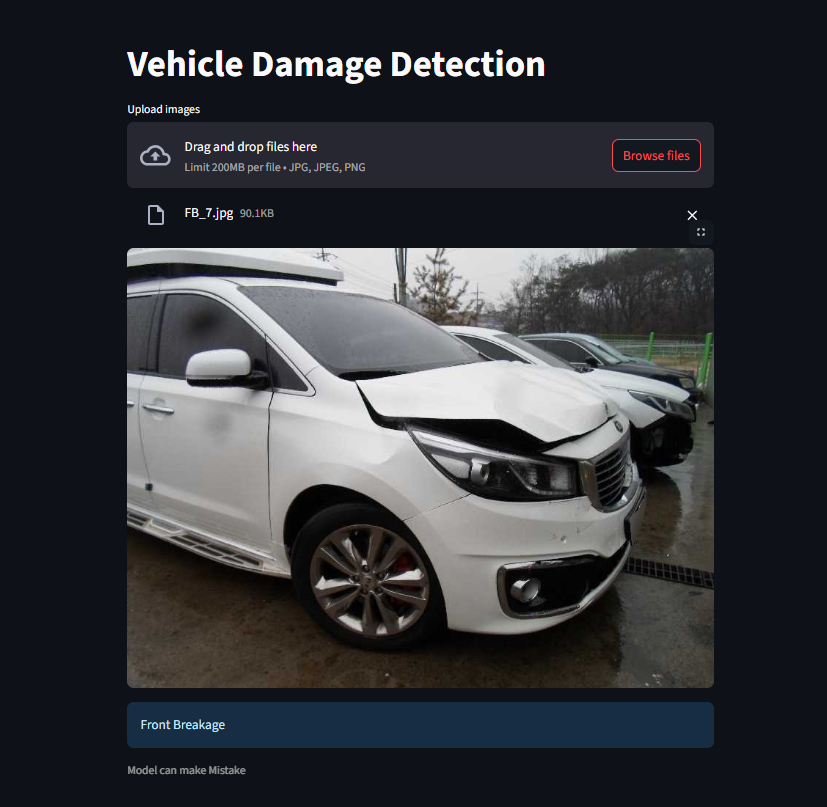 Vehicle Damage Detection
Upload images
Drag and drop files here
Limit 200MB per file • JPG, JPEG, PNG
Browse files
FB_7.jpg 90.1KB
Front Breakage
Model can make Mistake